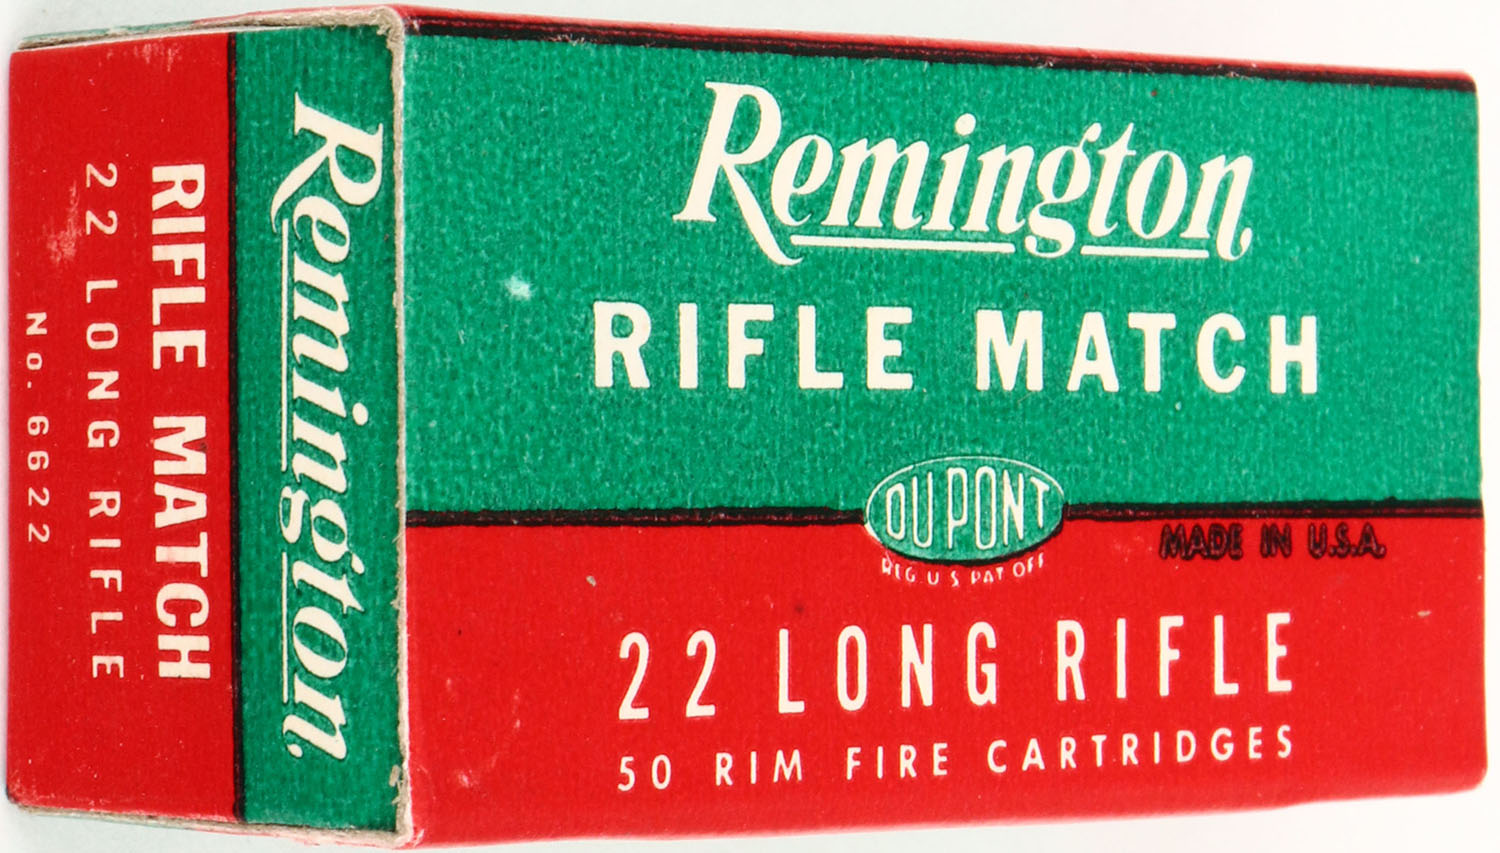 Remington
RIFLE MATCH
DU PONT
REG U S PAT OFF
MADE IN U.S.A.
22 LONG RIFLE
50 RIM FIRE CARTRIDGES
Remington
RIFLE MATCH
22 LONG RIFLE
No. 6622